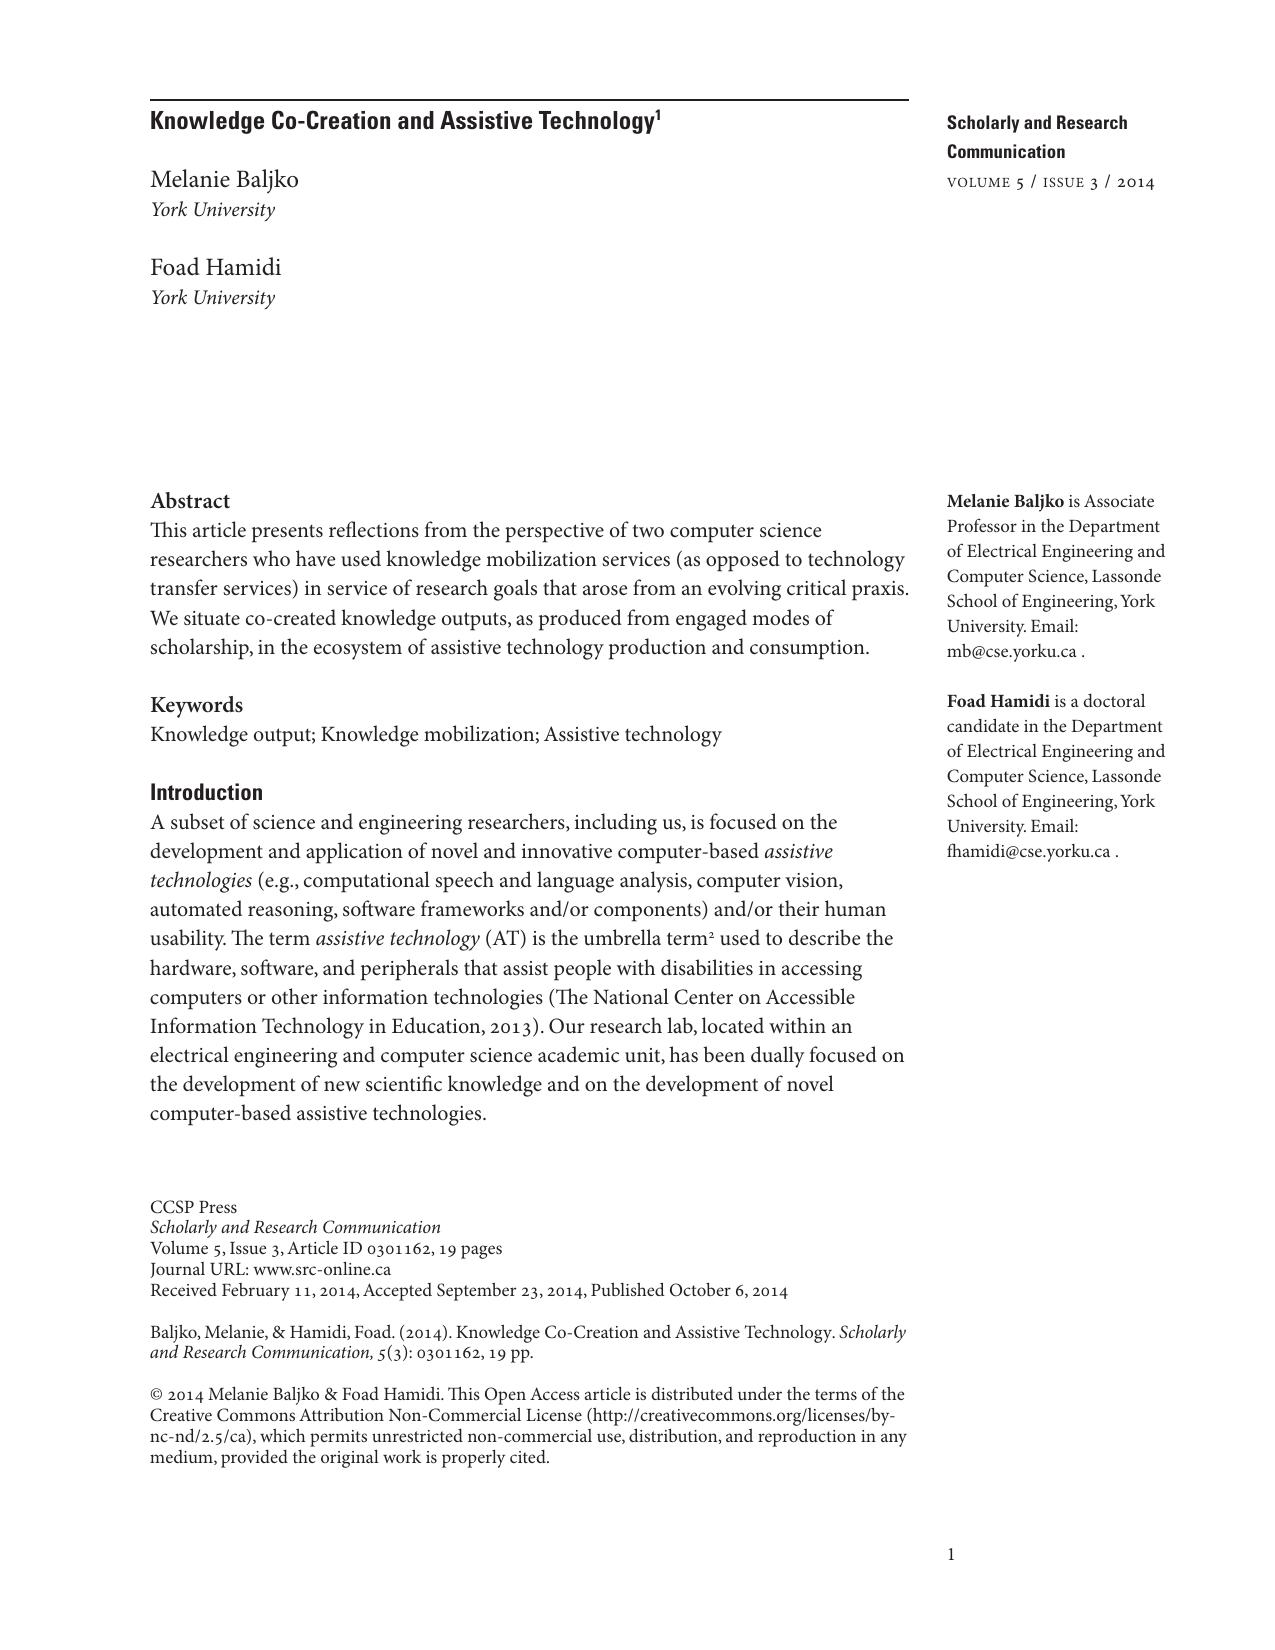 Knowledge Co-Creation and Assistive Technology¹
Melanie Baljko
York University
Foad Hamidi
York University
Scholarly and Research
Communication
VOLUME 5 / ISSUE 3 / 2014
Abstract
This article presents reflections from the perspective of two computer science
researchers who have used knowledge mobilization services (as opposed to technology
transfer services) in service of research goals that arose from an evolving critical praxis.
We situate co-created knowledge outputs, as produced from engaged modes of
scholarship, in the ecosystem of assistive technology production and consumption.
Keywords
Knowledge output; Knowledge mobilization; Assistive technology
Introduction
A subset of science and engineering researchers, including us, is focused on the
development and application of novel and innovative computer-based assistive
technologies (e.g., computational speech and language analysis, computer vision,
automated reasoning, software frameworks and/or components) and/or their human
usability. The term assistive technology (AT) is the umbrella term² used to describe the
hardware, software, and peripherals that assist people with disabilities in accessing
computers or other information technologies (The National Center on Accessible
Information Technology in Education, 2013). Our research lab, located within an
electrical engineering and computer science academic unit, has been dually focused on
the development of new scientific knowledge and on the development of novel
computer-based assistive technologies.
Melanie Baljko is Associate
Professor in the Department
of Electrical Engineering and
Computer Science, Lassonde
School of Engineering, York
University. Email:
mb@cse.yorku.ca .
Foad Hamidi is a doctoral
candidate in the Department
of Electrical Engineering and
Computer Science, Lassonde
School of Engineering, York
University. Email:
fhamidi@cse.yorku.ca .
CCSP Press
Scholarly and Research Communication
Volume 5, Issue 3, Article ID 0301162, 19 pages
Journal URL: www.src-online.ca
Received February 11, 2014, Accepted September 23, 2014, Published October 6, 2014
Baljko, Melanie, & Hamidi, Foad. (2014). Knowledge Co-Creation and Assistive Technology. Scholarly
and Research Communication, 5(3): 0301162, 19 pp.
© 2014 Melanie Baljko & Foad Hamidi. This Open Access article is distributed under the terms of the
Creative Commons Attribution Non-Commercial License (http://creativecommons.org/licenses/by-
nc-nd/2.5/ca), which permits unrestricted non-commercial use, distribution, and reproduction in any
medium, provided the original work is properly cited.
1